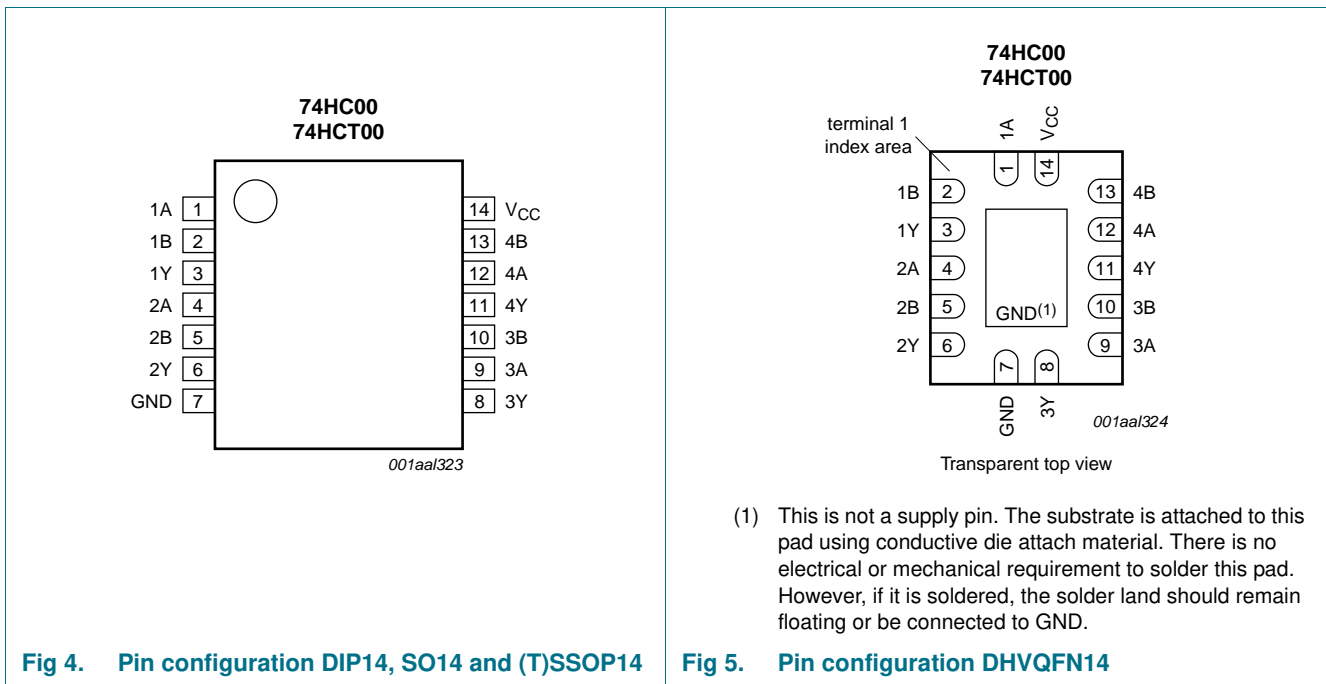 74HC00
74HCT00
1A 1
14 VCC
1B 2
13 4B
1Y 3
12 4A
2A 4
11 4Y
2B 5
10 3B
2Y 6
9 3A
GND 7
8 3Y
001aal323
Fig 4. Pin configuration DIP14, SO14 and (T)SSOP14
74HC00
74HCT00
terminal 1
index area
1A
VCC
1
14
1B 2
13 4B
1Y 3
12 4A
2A 4
11 4Y
2B 5
10 3B
GND(1)
2Y 6
9 3A
7
8
GND
3Y
001aal324
Transparent top view
(1) This is not a supply pin. The substrate is attached to this
pad using conductive die attach material. There is no
electrical or mechanical requirement to solder this pad.
However, if it is soldered, the solder land should remain
floating or be connected to GND.
Fig 5. Pin configuration DHVQFN14